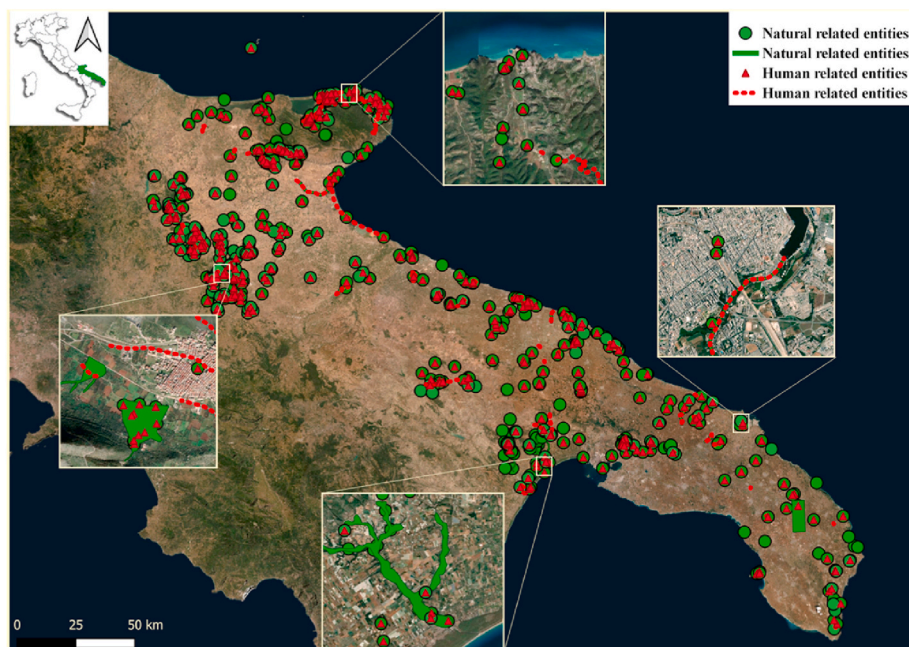 Natural related entities
Natural related entities
Human related entities
Human related entities
0 25 50 km